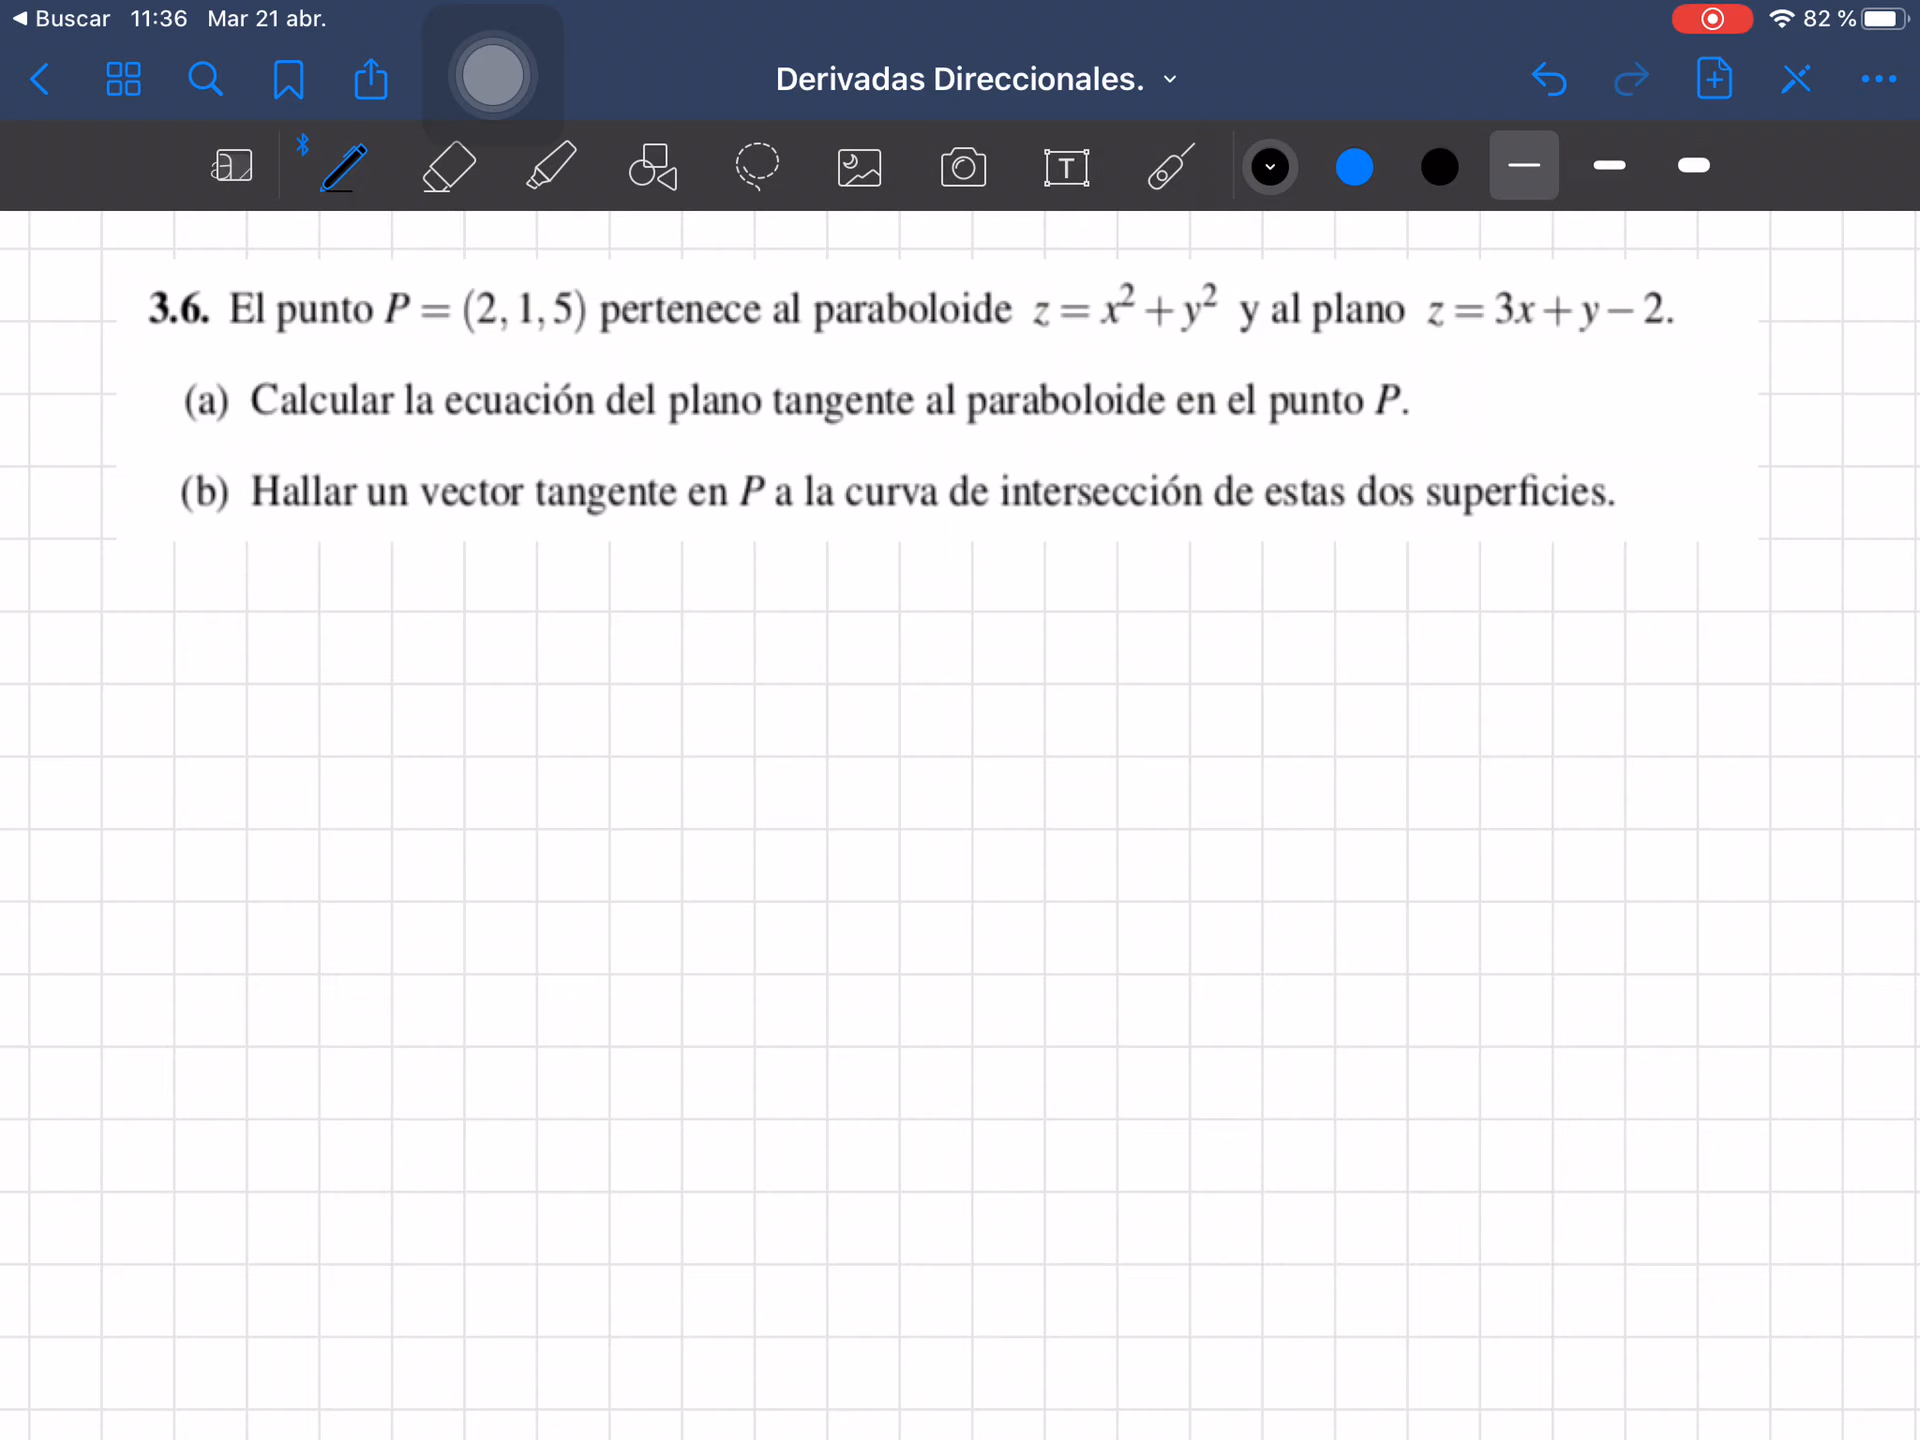 ◀ Buscar 11:36 Mar 21 abr. 82 %
Derivadas Direccionales.
T
3.6. El punto P = (2, 1, 5) pertenece al paraboloide z = x² + y² y al plano z = 3x + y − 2.
(a) Calcular la ecuación del plano tangente al paraboloide en el punto P.
(b) Hallar un vector tangente en P a la curva de intersección de estas dos superficies.